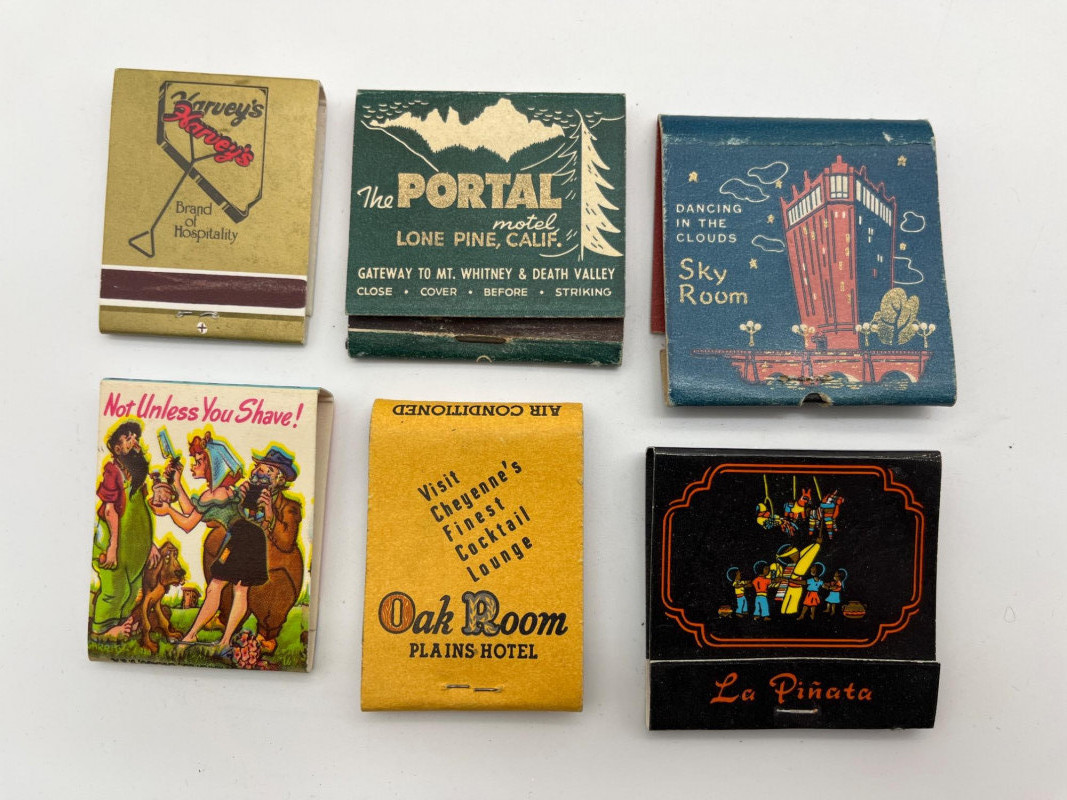 Harvey's
Harvey's
Brand
of
Hospitality
The PORTAL
motel
LONE PINE, CALIF.
GATEWAY TO MT. WHITNEY & DEATH VALLEY
CLOSE • COVER • BEFORE • STRIKING
DANCING
IN THE
CLOUDS
Sky
Room
Not Unless You Shave!
AIR CONDITIONED
Visit
Cheyenne's
Finest
Cocktail
Lounge
Oak Room
PLAINS HOTEL
La Piñata